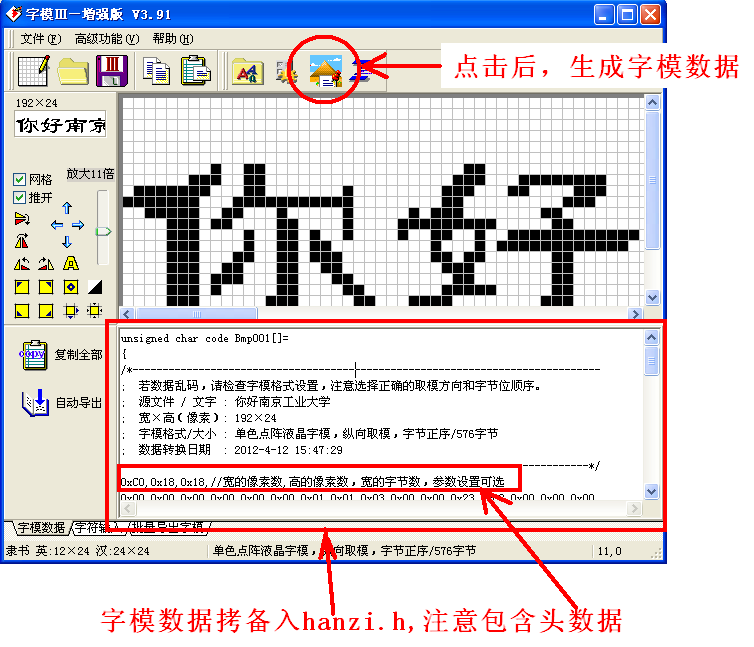 字模Ⅲ－增强版 V3.91
文件(F) 高级功能(V) 帮助(H)
点击后，生成字模数据
192×24
你好南京
网格 放大11倍
推开
你好
unsigned char code Bmp001[]=
{
/*------------------------------------------------------------------
; 若数据乱码，请检查字模格式设置，注意选择正确的取模方向和字节位顺序。
; 源文件 / 文字 : 你好南京工业大学
; 宽×高(像素): 192×24
; 字模格式/大小 : 单色点阵液晶字模，纵向取模，字节正序/576字节
; 数据转换日期 : 2012-4-12 15:47:29
------------*/
0xC0,0x18,0x18,//宽的像素数,高的像素数，宽的字节数，参数设置可选
0x00,0x00,0x00,0x00,0x00,0x01,0x01,0x03,0x00,0x00,0x23,
复制全部
自动导出
字模数据 字符输入 批量导出字模
隶书 英:12×24 汉:24×24 单色点阵液晶字模，纵向取模，字节正序/576字节 11,0
字模数据拷备入hanzi.h,注意包含头数据